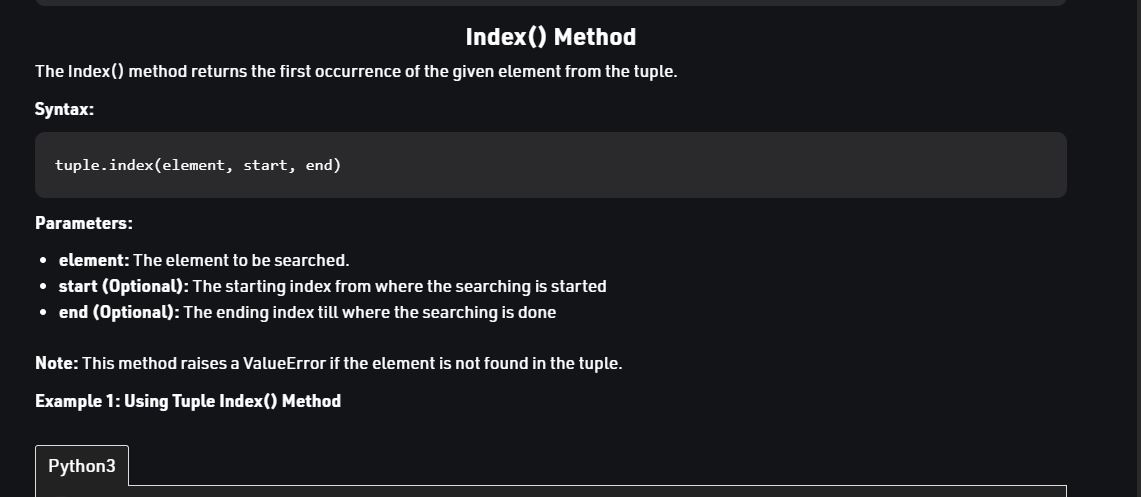 Index() Method
The Index() method returns the first occurrence of the given element from the tuple.
Syntax:
tuple.index(element, start, end)
Parameters:
• element: The element to be searched.
• start (Optional): The starting index from where the searching is started
• end (Optional): The ending index till where the searching is done
Note: This method raises a ValueError if the element is not found in the tuple.
Example 1: Using Tuple Index() Method
Python3